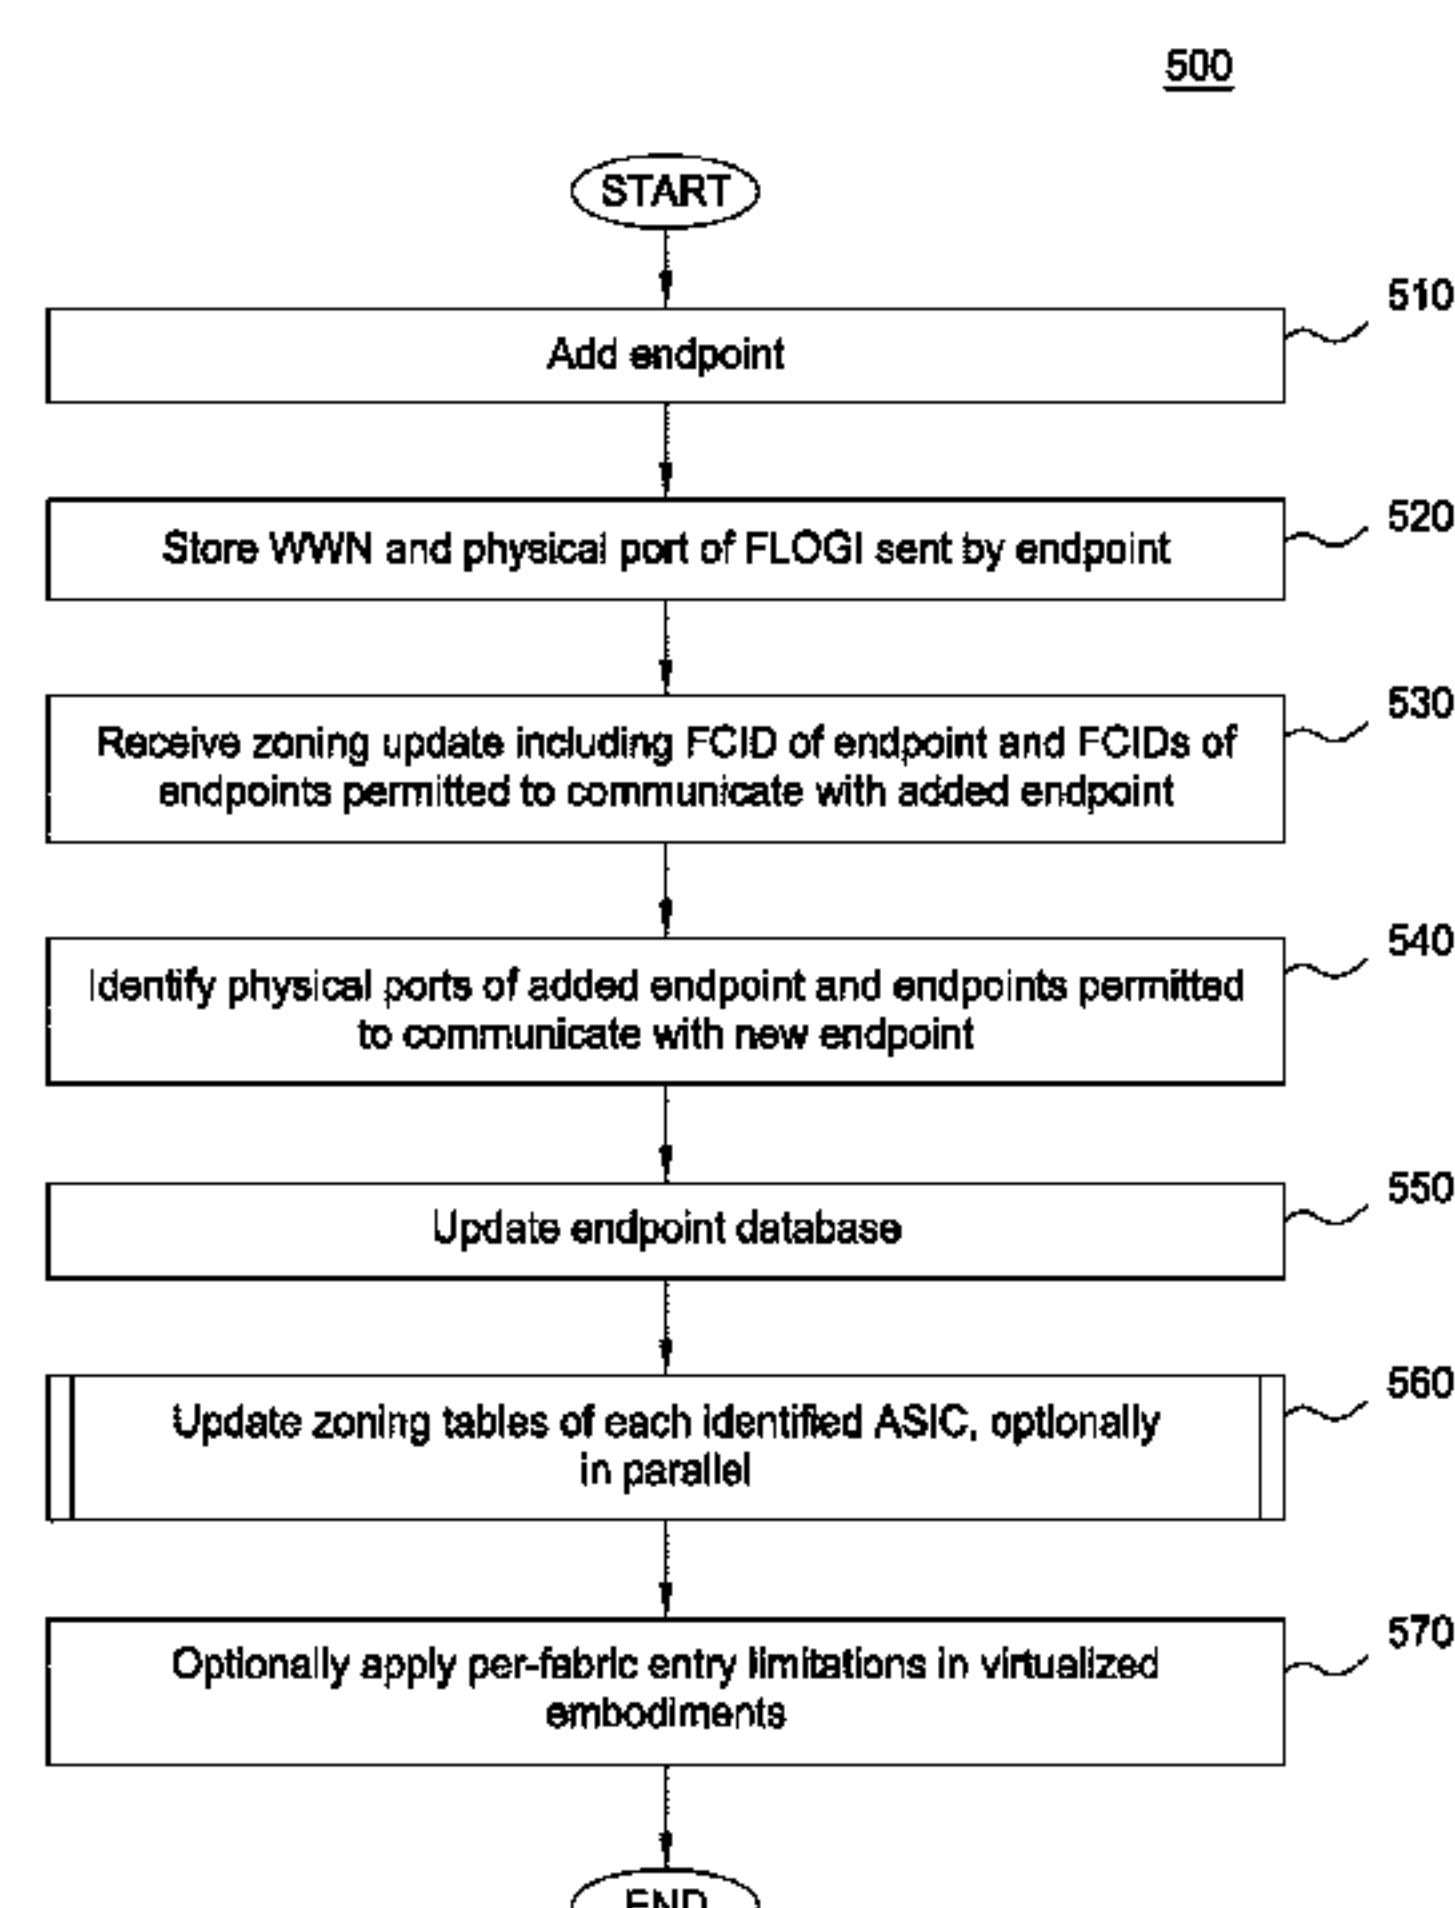 500
START
510
Add endpoint
520
Store WWN and physical port of FLOGI sent by endpoint
530
Receive zoning update including FCID of endpoint and FCIDs of
endpoints permitted to communicate with added endpoint
540
Identify physical ports of added endpoint and endpoints permitted
to communicate with new endpoint
550
Update endpoint database
560
Update zoning tables of each identified ASIC, optionally
in parallel
570
Optionally apply per-fabric entry limitations in virtualized
embodiments
END